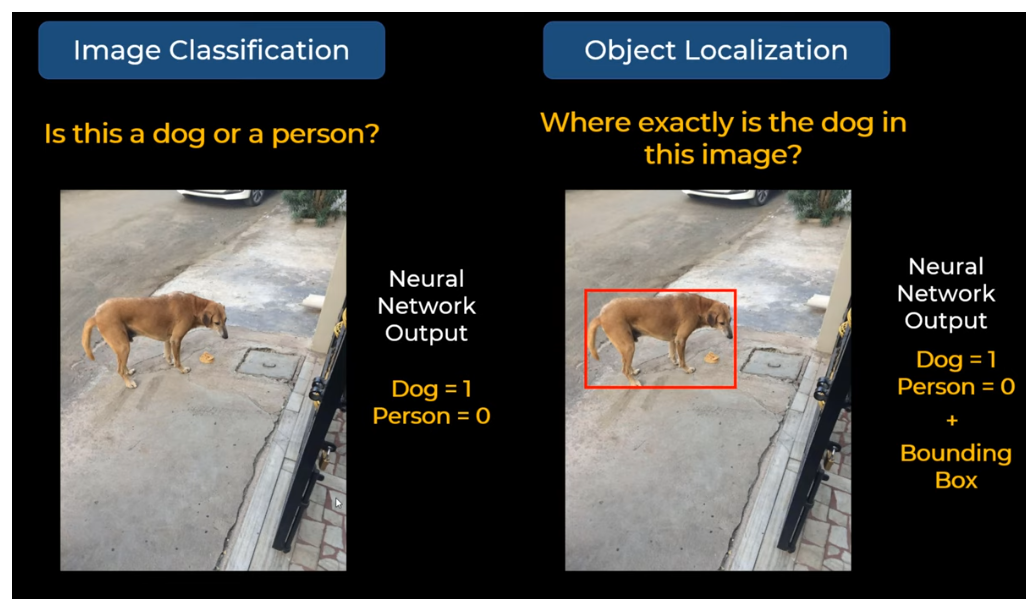 Image Classification
Is this a dog or a person?
Neural
Network
Output
Dog = 1
Person = 0
Object Localization
Where exactly is the dog in
this image?
Neural
Network
Output
Dog = 1
Person = 0
+
Bounding
Box